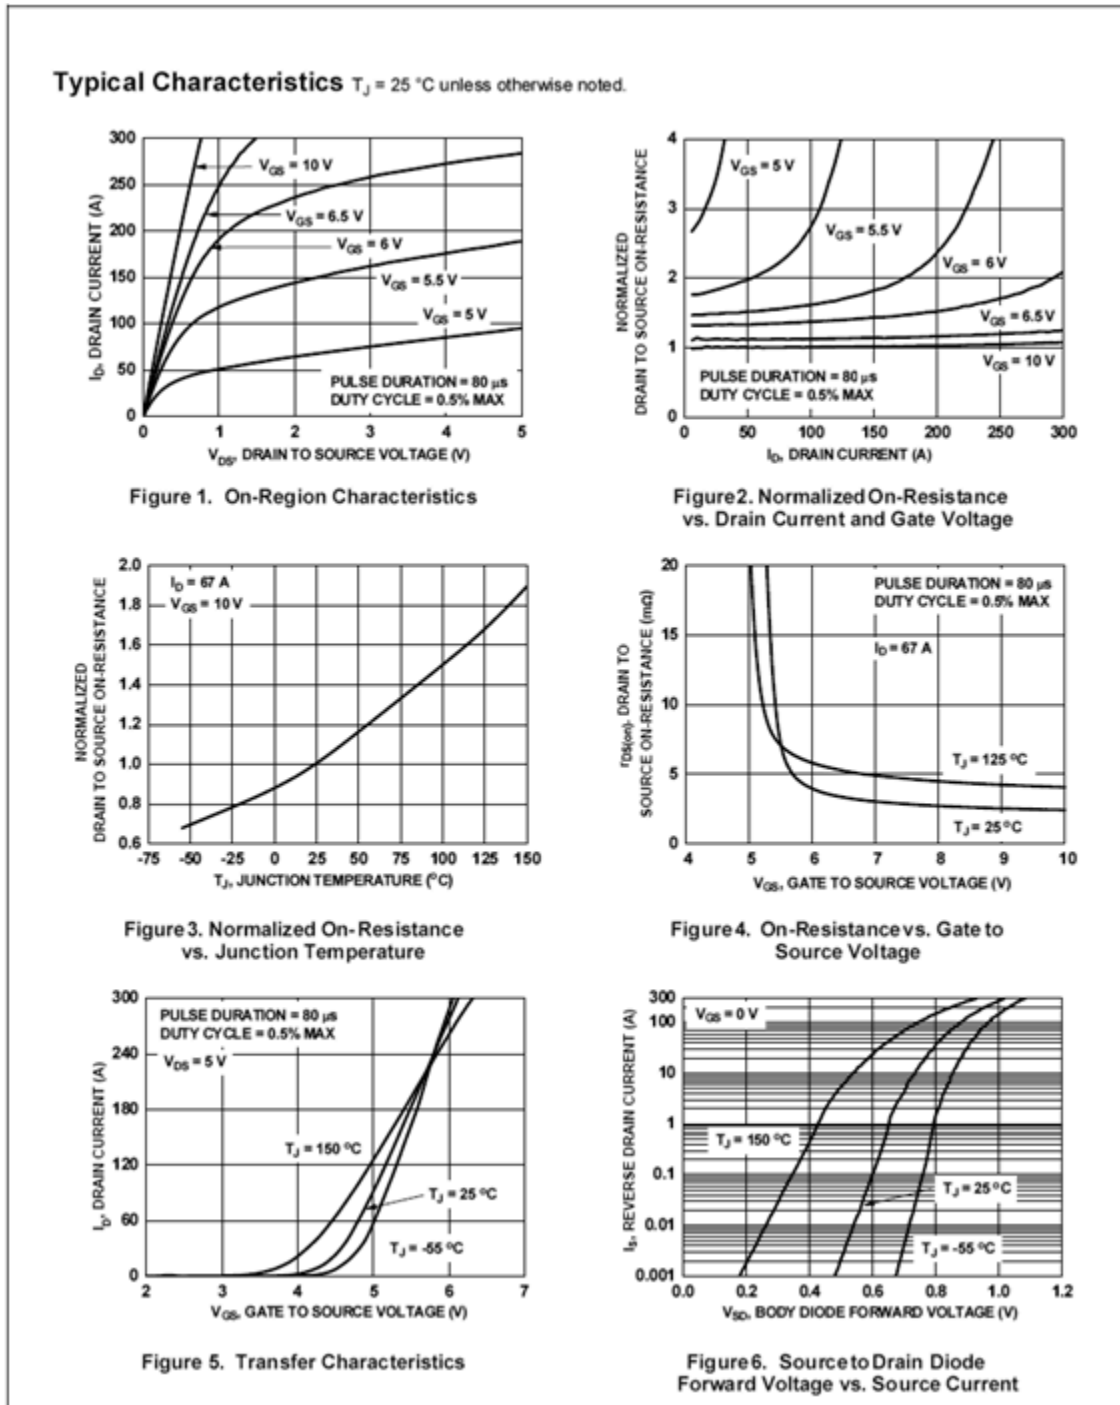 Typical Characteristics TJ = 25 °C unless otherwise noted.
300
250
200
150
100
50
0
0 1 2 3 4 5
ID, DRAIN CURRENT (A)
VGS = 10 V
VGS = 6.5 V
VGS = 6 V
VGS = 5.5 V
VGS = 5 V
PULSE DURATION = 80 μs
DUTY CYCLE = 0.5% MAX
VDS, DRAIN TO SOURCE VOLTAGE (V)
Figure 1. On-Region Characteristics
4
3
2
1
0
0 50 100 150 200 250 300
NORMALIZED
DRAIN TO SOURCE ON-RESISTANCE
VGS = 5 V
VGS = 5.5 V
VGS = 6 V
VGS = 6.5 V
VGS = 10 V
PULSE DURATION = 80 μs
DUTY CYCLE = 0.5% MAX
ID, DRAIN CURRENT (A)
Figure 2. Normalized On-Resistance
vs. Drain Current and Gate Voltage
2.0
1.8
1.6
1.4
1.2
1.0
0.8
0.6
-75 -50 -25 0 25 50 75 100 125 150
NORMALIZED
DRAIN TO SOURCE ON-RESISTANCE
ID = 67 A
VGS = 10 V
TJ, JUNCTION TEMPERATURE (°C)
Figure 3. Normalized On-Resistance
vs. Junction Temperature
20
15
10
5
0
4 5 6 7 8 9 10
rDS(on), DRAIN TO
SOURCE ON-RESISTANCE (mΩ)
PULSE DURATION = 80 μs
DUTY CYCLE = 0.5% MAX
ID = 67 A
TJ = 125 °C
TJ = 25 °C
VGS, GATE TO SOURCE VOLTAGE (V)
Figure 4. On-Resistance vs. Gate to
Source Voltage
300
240
180
120
60
0
2 3 4 5 6 7
ID, DRAIN CURRENT (A)
PULSE DURATION = 80 μs
DUTY CYCLE = 0.5% MAX
VDS = 5 V
TJ = 150 °C
TJ = 25 °C
TJ = -55 °C
VGS, GATE TO SOURCE VOLTAGE (V)
Figure 5. Transfer Characteristics
300
100
10
1
0.1
0.01
0.001
0.0 0.2 0.4 0.6 0.8 1.0 1.2
IS, REVERSE DRAIN CURRENT (A)
VGS = 0 V
TJ = 150 °C
TJ = 25 °C
TJ = -55 °C
VSD, BODY DIODE FORWARD VOLTAGE (V)
Figure 6. Source to Drain Diode
Forward Voltage vs. Source Current